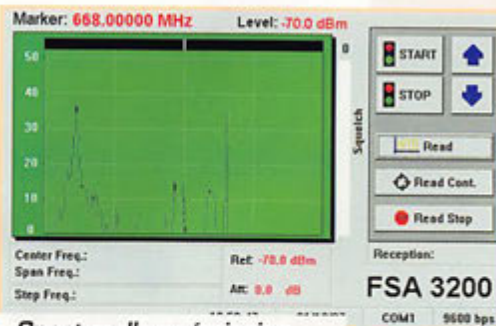 Marker: 668.00000 MHz
Level: -70.0 dBm
50
40
30
20
10
0
0
Squelch
START
STOP
Read
Read Cont.
Read Stop
Center Freq.:
Span Freq.:
Step Freq.:
Ref: -70.0 dBm
Att: 0.0 dB
Reception:
FSA 3200
COM1 9600 bps